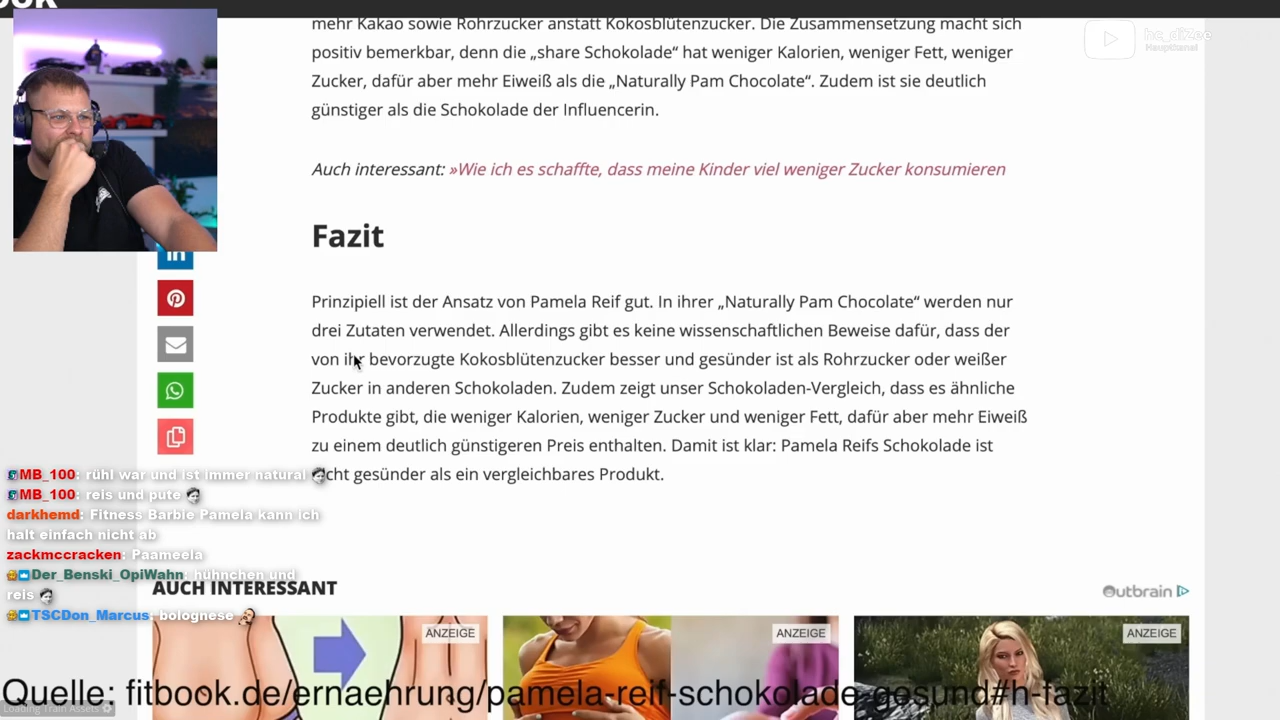 mehr Kakao sowie Rohrzucker anstatt Kokosblütenzucker. Die Zusammensetzung macht sich
positiv bemerkbar, denn die „share Schokolade“ hat weniger Kalorien, weniger Fett, weniger
Zucker, dafür aber mehr Eiweiß als die „Naturally Pam Chocolate“. Zudem ist sie deutlich
günstiger als die Schokolade der Influencerin.
hc_diZee
Hauptkanal
Auch interessant: »Wie ich es schaffte, dass meine Kinder viel weniger Zucker konsumieren
Fazit
Prinzipiell ist der Ansatz von Pamela Reif gut. In ihrer „Naturally Pam Chocolate“ werden nur
drei Zutaten verwendet. Allerdings gibt es keine wissenschaftlichen Beweise dafür, dass der
von ihr bevorzugte Kokosblütenzucker besser und gesünder ist als Rohrzucker oder weißer
Zucker in anderen Schokoladen. Zudem zeigt unser Schokoladen-Vergleich, dass es ähnliche
Produkte gibt, die weniger Kalorien, weniger Zucker und weniger Fett, dafür aber mehr Eiweiß
zu einem deutlich günstigeren Preis enthalten. Damit ist klar: Pamela Reifs Schokolade ist
nicht gesünder als ein vergleichbares Produkt.
MB_100: rühl war und ist immer natural
MB_100: reis und pute
darkhemd: Fitness Barbie Pamela kann ich
halt einfach nicht ab
zackmccracken: Paameela
Der_Benski_OpiWahn: huhnchen und
reis
TSCDon_Marcus: bolognese
AUCH INTERESSANT
Outbrain
ANZEIGE
ANZEIGE
ANZEIGE
Quelle: fitbook.de/ernaehrung/pamela-reif-schokolade-gesund#h-fazit
Loading Train Assets